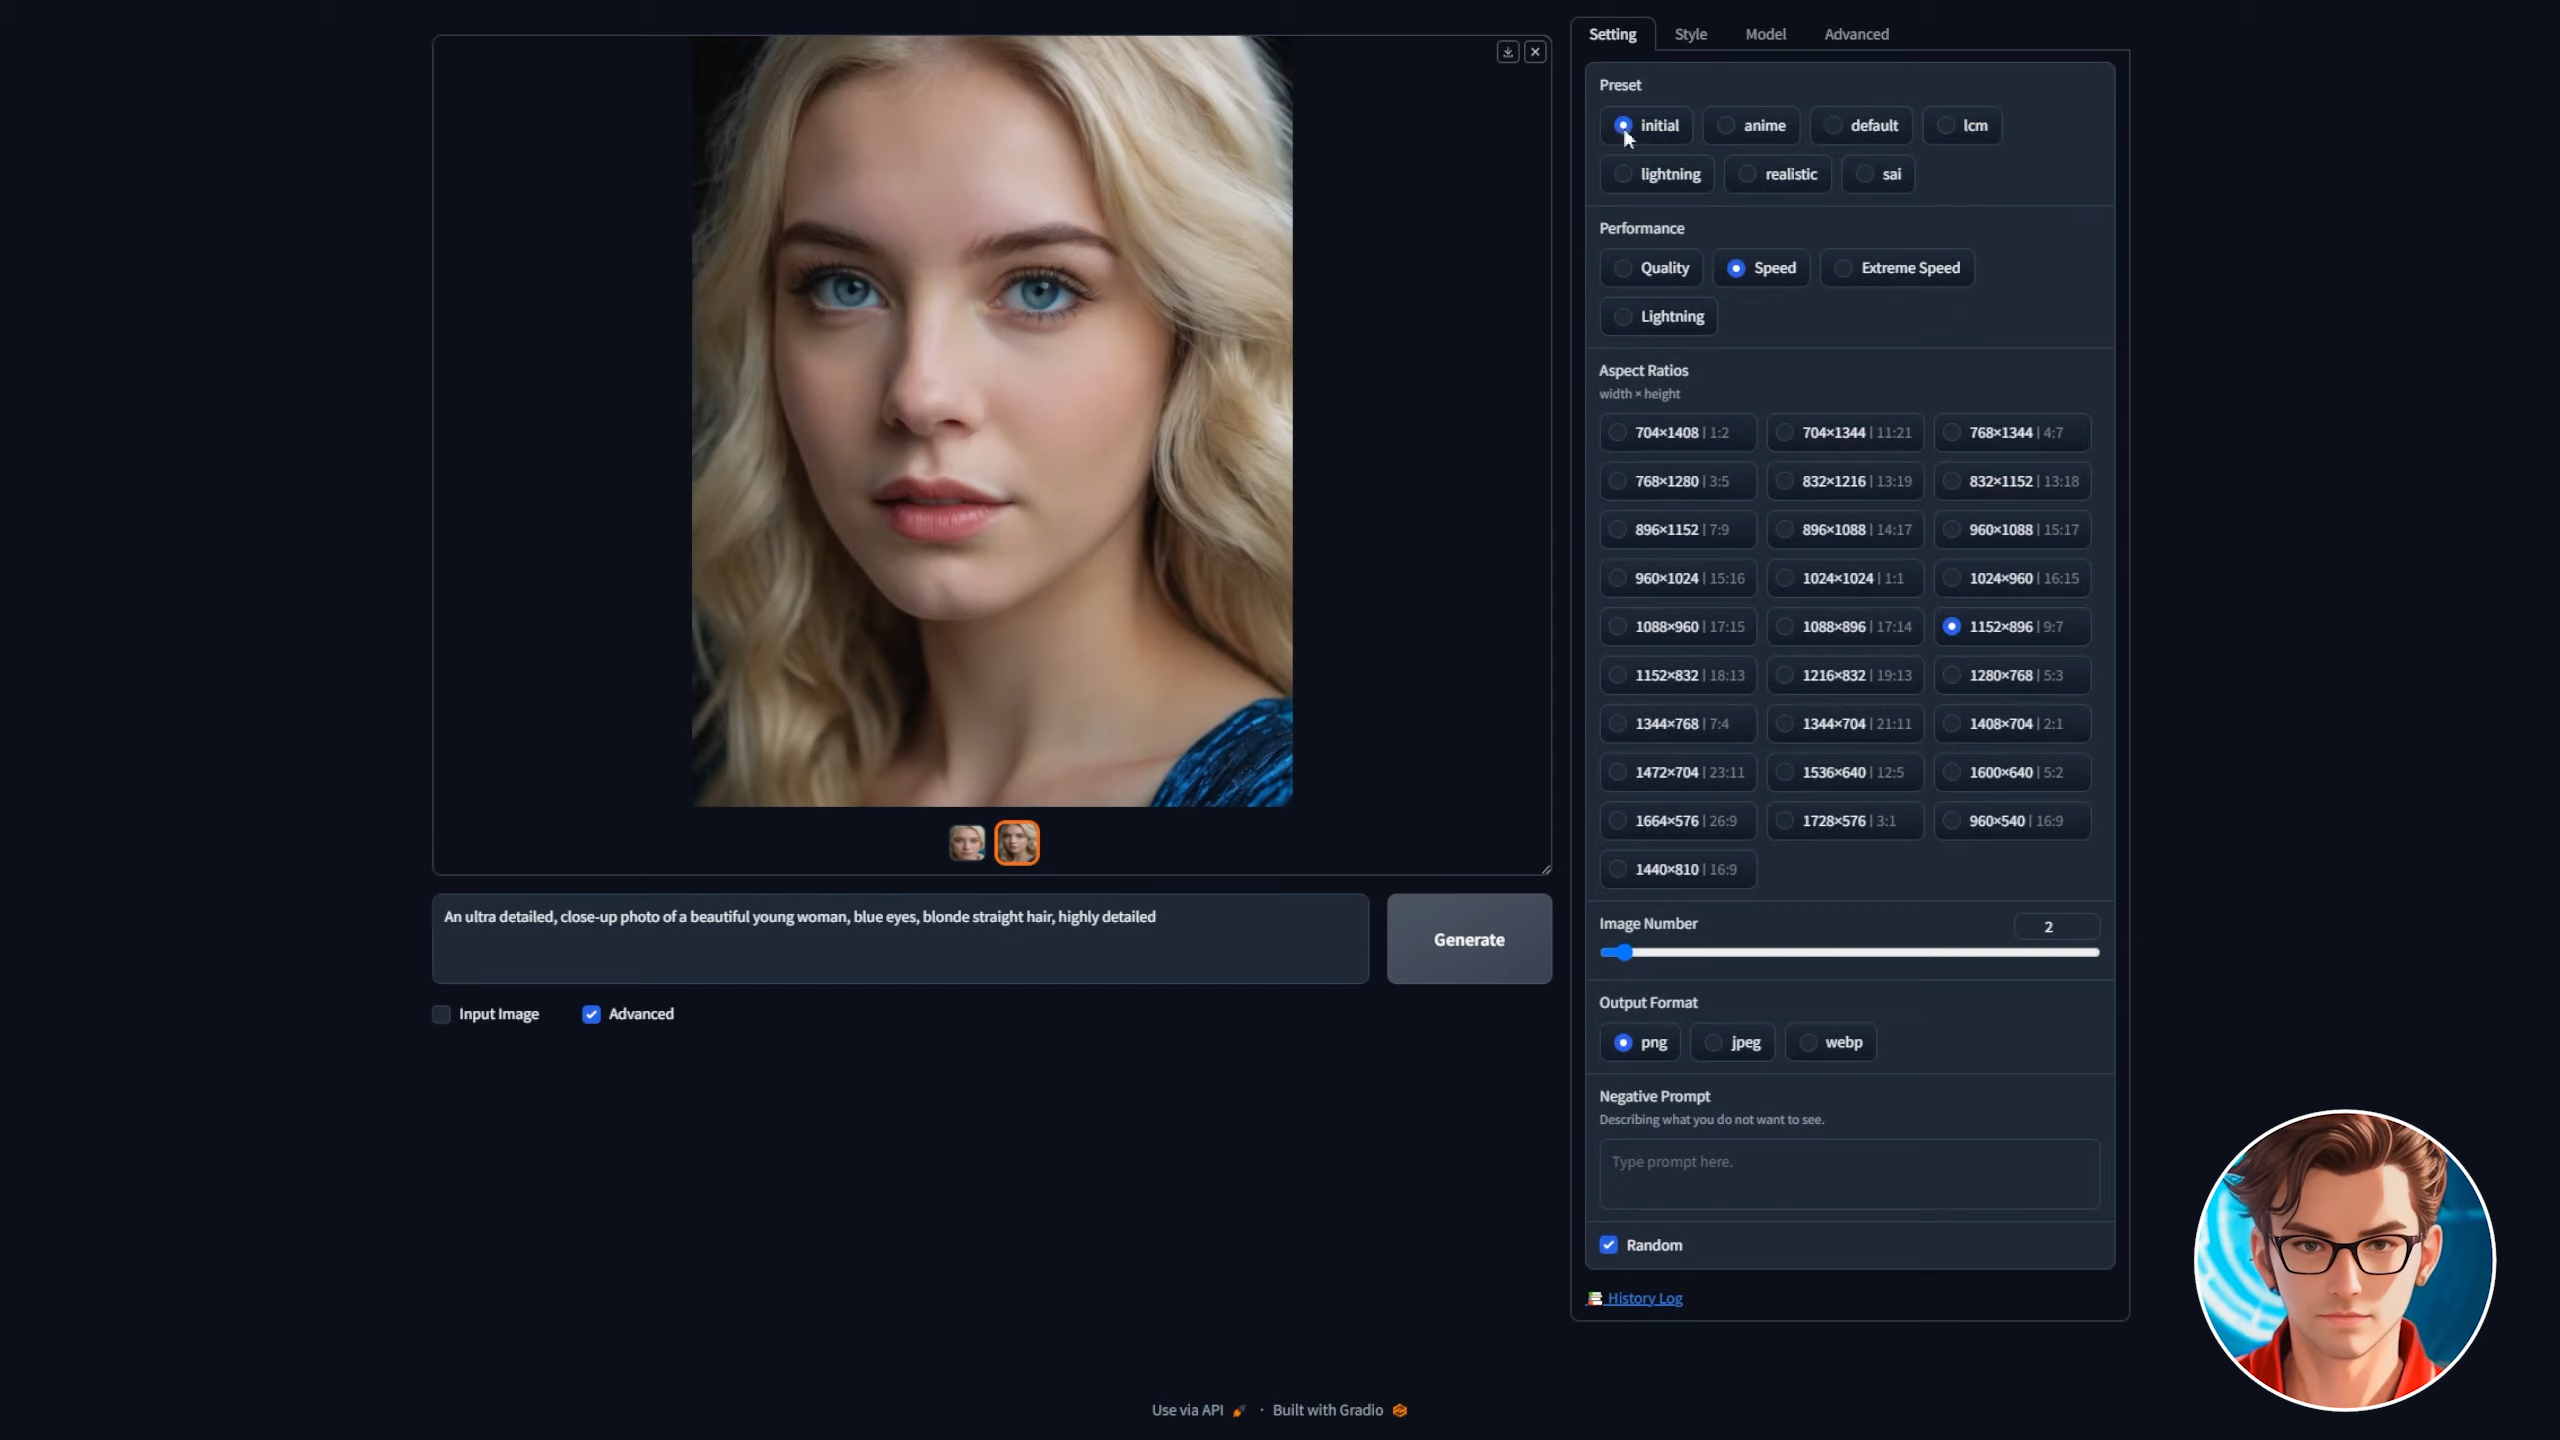 Setting Style Model Advanced
Preset
initial anime default lcm
lightning realistic sai
Performance
Quality Speed Extreme Speed
Lightning
Aspect Ratios
width × height
704×1408 | 1:2 704×1344 | 11:21 768×1344 | 4:7
768×1280 | 3:5 832×1216 | 13:19 832×1152 | 13:18
896×1152 | 7:9 896×1088 | 14:17 960×1088 | 15:17
960×1024 | 15:16 1024×1024 | 1:1 1024×960 | 16:15
1088×960 | 17:15 1088×896 | 17:14 1152×896 | 9:7
1152×832 | 18:13 1216×832 | 19:13 1280×768 | 5:3
1344×768 | 7:4 1344×704 | 21:11 1408×704 | 2:1
1472×704 | 23:11 1536×640 | 12:5 1600×640 | 5:2
1664×576 | 26:9 1728×576 | 3:1 960×540 | 16:9
1440×810 | 16:9
An ultra detailed, close-up photo of a beautiful young woman, blue eyes, blonde straight hair, highly detailed
Generate
Input Image Advanced
Image Number 2
Output Format
png jpeg webp
Negative Prompt
Describing what you do not want to see.
Type prompt here.
Random
History Log
Use via API · Built with Gradio